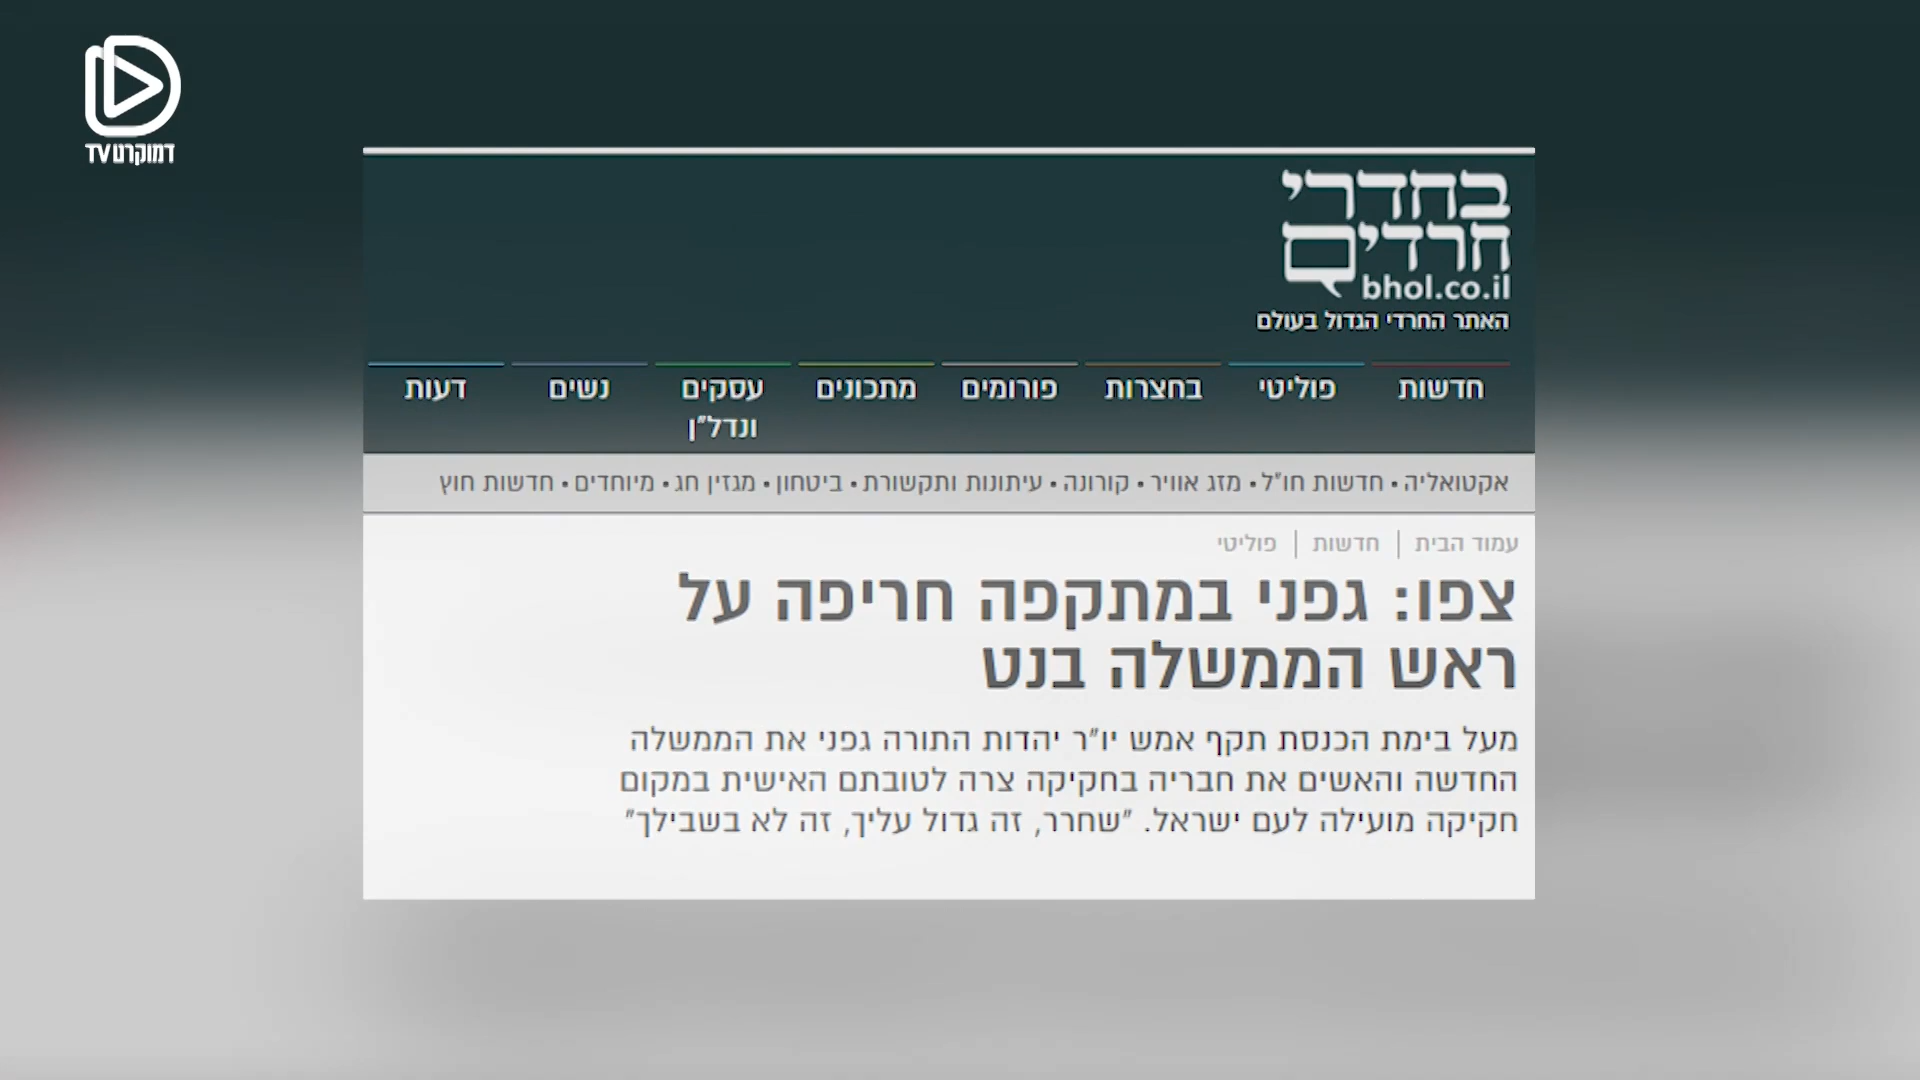 דמוקרטTV
בחדרי
חרדים
bhol.co.il
האתר החרדי הגדול בעולם
חדשות פוליטי בחצרות פורומים מתכונים עסקים ונדל"ן נשים דעות
אקטואליה • חדשות חו"ל • מזג אוויר • קורונה • עיתונות ותקשורת • ביטחון • מגזין חג • מיוחדים • חדשות חוץ
עמוד הבית | חדשות | פוליטי
צפו: גפני במתקפה חריפה על
ראש הממשלה בנט
מעל בימת הכנסת תקף אמש יו"ר יהדות התורה גפני את הממשלה
החדשה והאשים את חבריה בחקיקה צרה לטובתם האישית במקום
חקיקה מועילה לעם ישראל. "שחרר, זה גדול עליך, זה לא בשבילך"